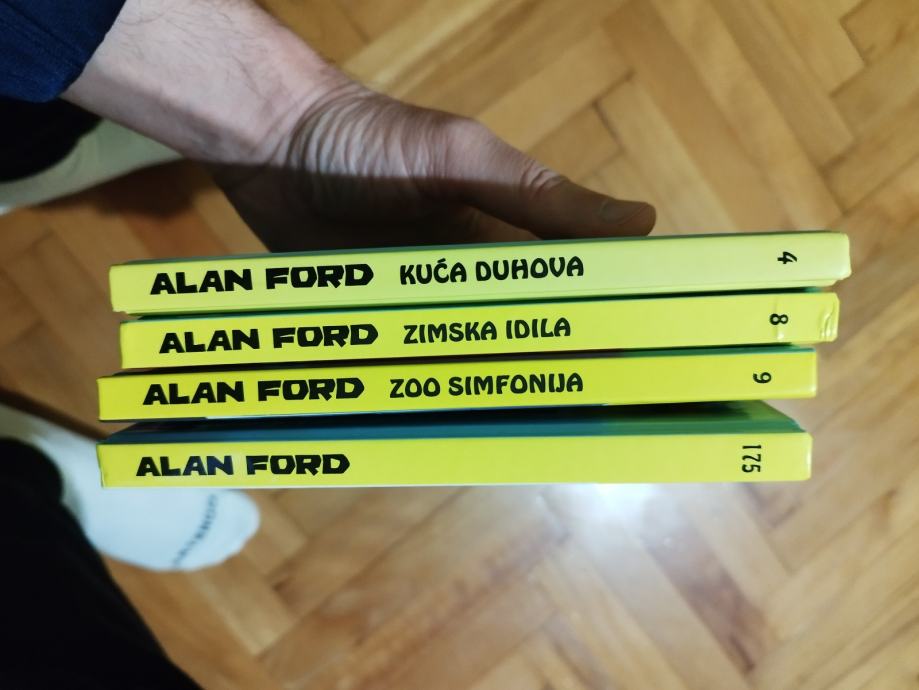 ALAN FORD KUĆA DUHOVA 4
ALAN FORD ZIMSKA IDILA 8
ALAN FORD ZOO SIMFONIJA 9
ALAN FORD 175